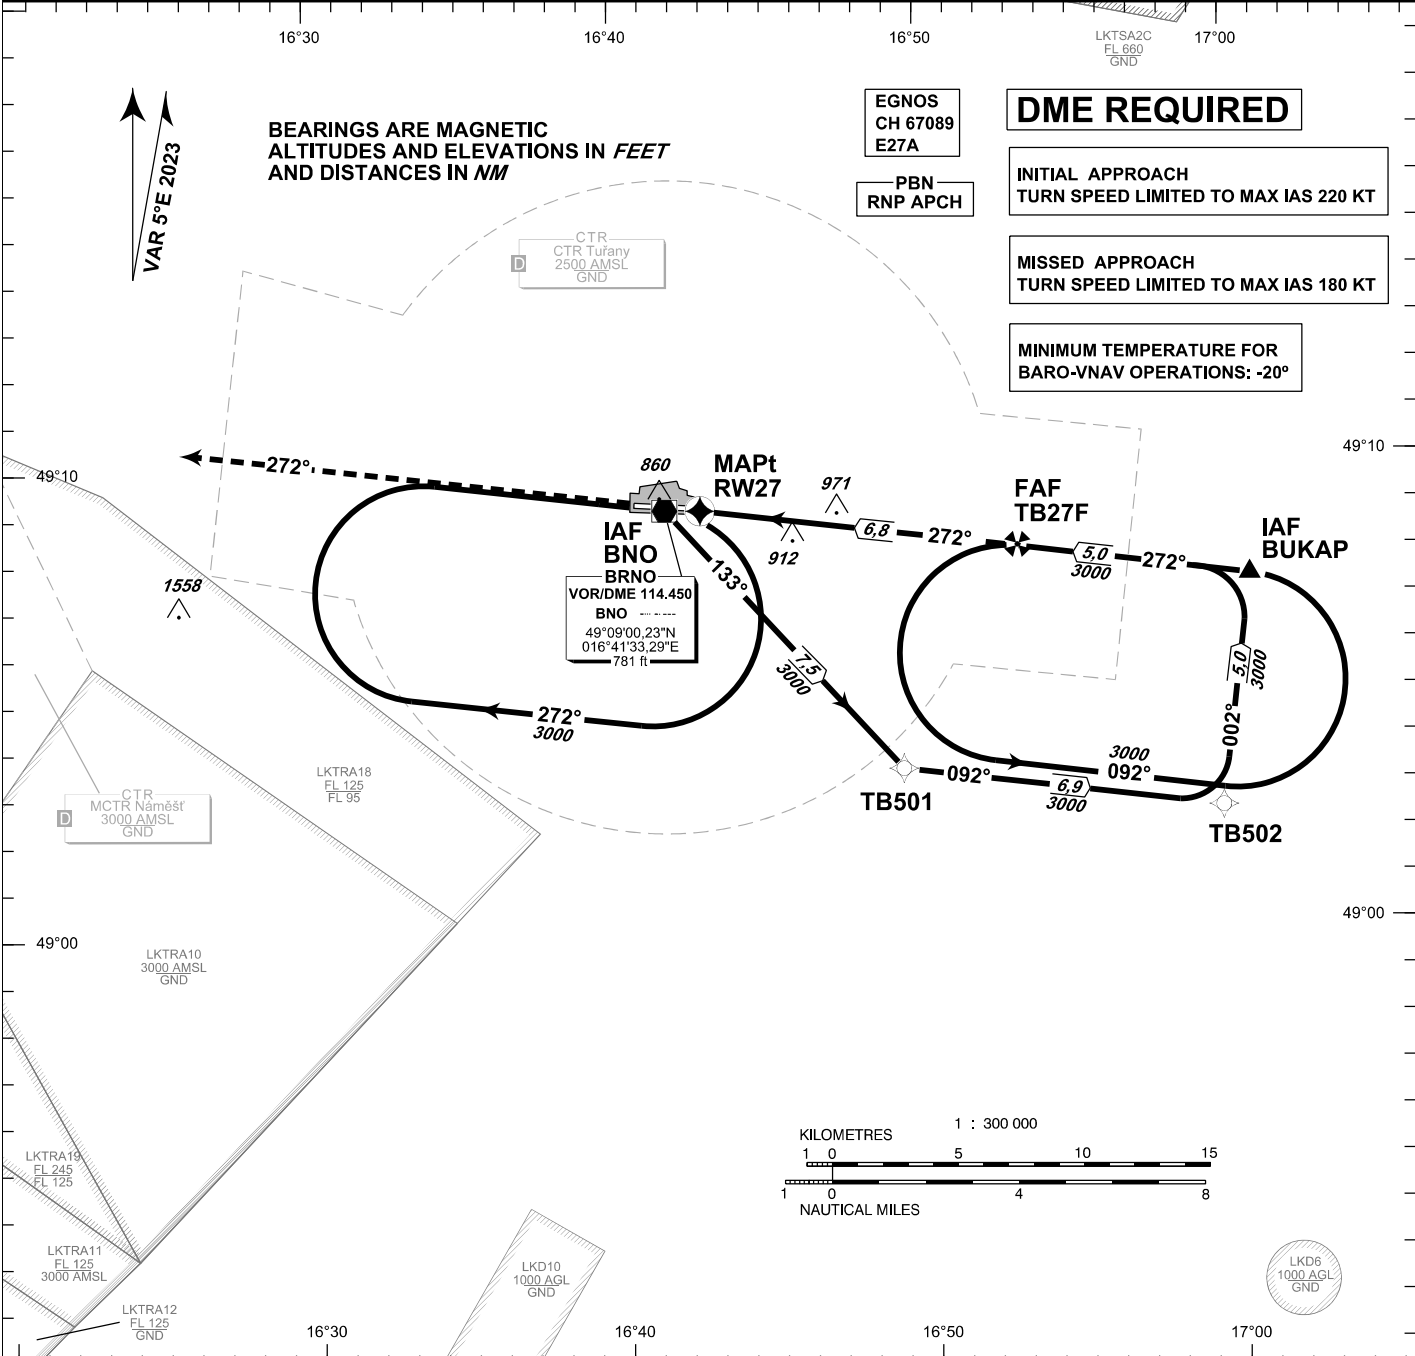 16°30
16°40
16°50
17°00
LKTSA2C
FL 660
GND
VAR 5°E 2023
BEARINGS ARE MAGNETIC
ALTITUDES AND ELEVATIONS IN FEET
AND DISTANCES IN NM
EGNOS
CH 67089
E27A
PBN
RNP APCH
DME REQUIRED
INITIAL APPROACH
TURN SPEED LIMITED TO MAX IAS 220 KT
MISSED APPROACH
TURN SPEED LIMITED TO MAX IAS 180 KT
MINIMUM TEMPERATURE FOR
BARO-VNAV OPERATIONS: -20º
CTR
CTR Tuřany
2500 AMSL
GND
D
49°10
49°10
272°
860
MAPt
RW27
971
912
6,8
272°
FAF
TB27F
5,0
3000
272°
IAF
BUKAP
IAF
BNO
BRNO
VOR/DME 114.450
BNO
49°09'00,23"N
016°41'33,29"E
781 ft
133°
7,5
3000
1558
272°
3000
5,0
3000
002°
3000
092°
092°
6,9
3000
TB501
TB502
LKTRA18
FL 125
FL 95
CTR
MCTR Náměšť
3000 AMSL
GND
D
49°00
49°00
LKTRA10
3000 AMSL
GND
1 : 300 000
KILOMETRES
1 0 5 10 15
1 0 4 8
NAUTICAL MILES
LKTRA19
FL 245
FL 125
LKTRA11
FL 125
3000 AMSL
LKTRA12
FL 125
GND
LKD10
1000 AGL
GND
LKD6
1000 AGL
GND
16°30
16°40
16°50
17°00